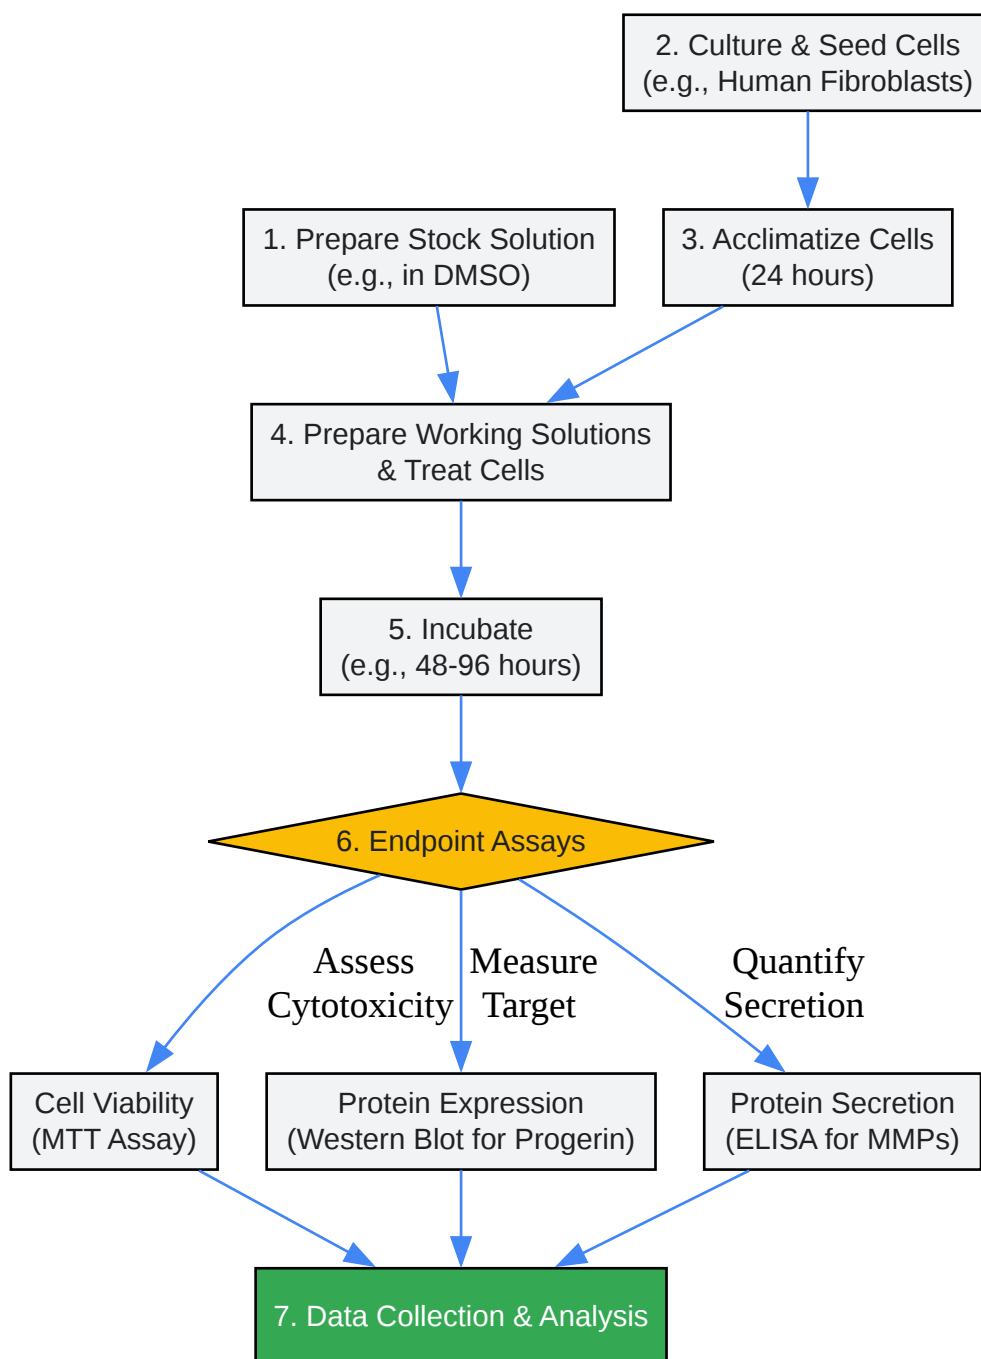 2. Culture & Seed Cells
(e.g., Human Fibroblasts)
1. Prepare Stock Solution
(e.g., in DMSO)
3. Acclimatize Cells
(24 hours)
4. Prepare Working Solutions
& Treat Cells
5. Incubate
(e.g., 48-96 hours)
6. Endpoint Assays
Assess
Cytotoxicity
Measure
Target
Quantify
Secretion
Cell Viability
(MTT Assay)
Protein Expression
(Western Blot for Progerin)
Protein Secretion
(ELISA for MMPs)
7. Data Collection & Analysis